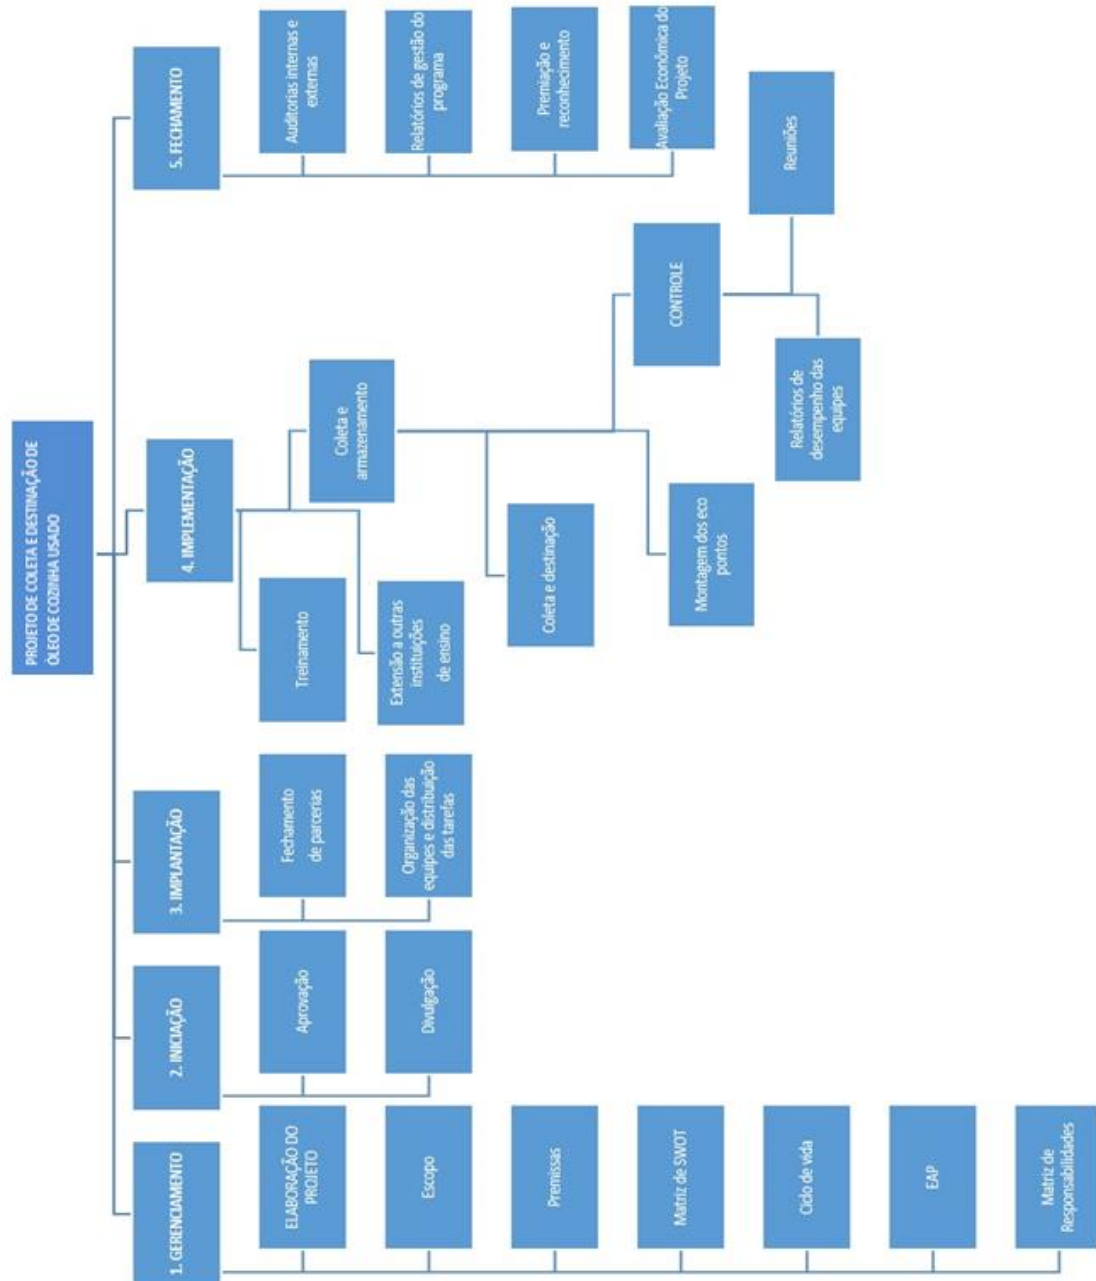 PROJETO DE COLETA E DESTINAÇÃO DE
ÓLEO DE COZINHA USADO
1. GERENCIAMENTO
ELABORAÇÃO DO
PROJETO
Escopo
Premissas
Matriz de SWOT
Ciclo de vida
EAP
Matriz de
Responsabilidades
2. INICIAÇÃO
Aprovação
Divulgação
3. IMPLANTAÇÃO
Fechamento
de parcerias
Organização das
equipes e distribuição
das tarefas
4. IMPLEMENTAÇÃO
Treinamento
Extensão a outras
instituições
de ensino
Coleta e
armazenamento
Coleta e destinação
Montagem dos eco
pontos
CONTROLE
Relatórios de
desempenho das
equipes
Reuniões
5. FECHAMENTO
Auditorias internas e
externas
Relatórios de gestão do
programa
Premiação e
reconhecimento
Avaliação Econômica do
Projeto